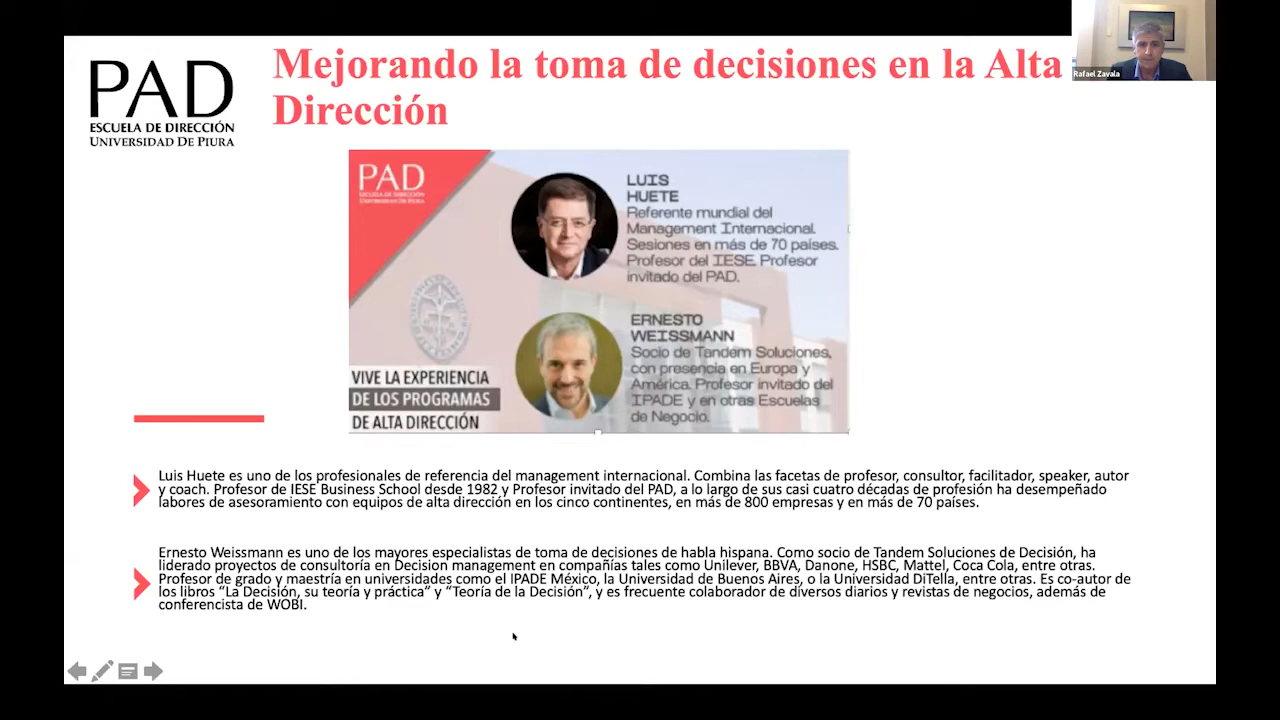 PAD
ESCUELA DE DIRECCIÓN
UNIVERSIDAD DE PIURA
Mejorando la toma de decisiones en la Alta
Dirección
Rafael Zavala
PAD
ESCUELA DE DIRECCIÓN
UNIVERSIDAD DE PIURA
LUIS
HUETE
Referente mundial del
Management Internacional.
Sesiones en más de 70 países.
Profesor del IESE. Profesor
invitado del PAD.
ERNESTO
WEISSMANN
Socio de Tandem Soluciones,
con presencia en Europa y
América. Profesor invitado del
IPADE y en otras Escuelas
de Negocio.
VIVE LA EXPERIENCIA
DE LOS PROGRAMAS
DE ALTA DIRECCIÓN
Luis Huete es uno de los profesionales de referencia del management internacional. Combina las facetas de profesor, consultor, facilitador, speaker, autor
y coach. Profesor de IESE Business School desde 1982 y Profesor invitado del PAD, a lo largo de sus casi cuatro décadas de profesión ha desempeñado
labores de asesoramiento con equipos de alta dirección en los cinco continentes, en más de 800 empresas y en más de 70 países.
Ernesto Weissmann es uno de los mayores especialistas de toma de decisiones de habla hispana. Como socio de Tandem Soluciones de Decisión, ha
liderado proyectos de consultoría en Decision management en compañías tales como Unilever, BBVA, Danone, HSBC, Mattel, Coca Cola, entre otras.
Profesor de grado y maestría en universidades como el IPADE México, la Universidad de Buenos Aires, o la Universidad DiTella, entre otras. Es co-autor de
los libros “La Decisión, su teoría y práctica” y “Teoría de la Decisión”, y es frecuente colaborador de diversos diarios y revistas de negocios, además de
conferencista de WOBI.